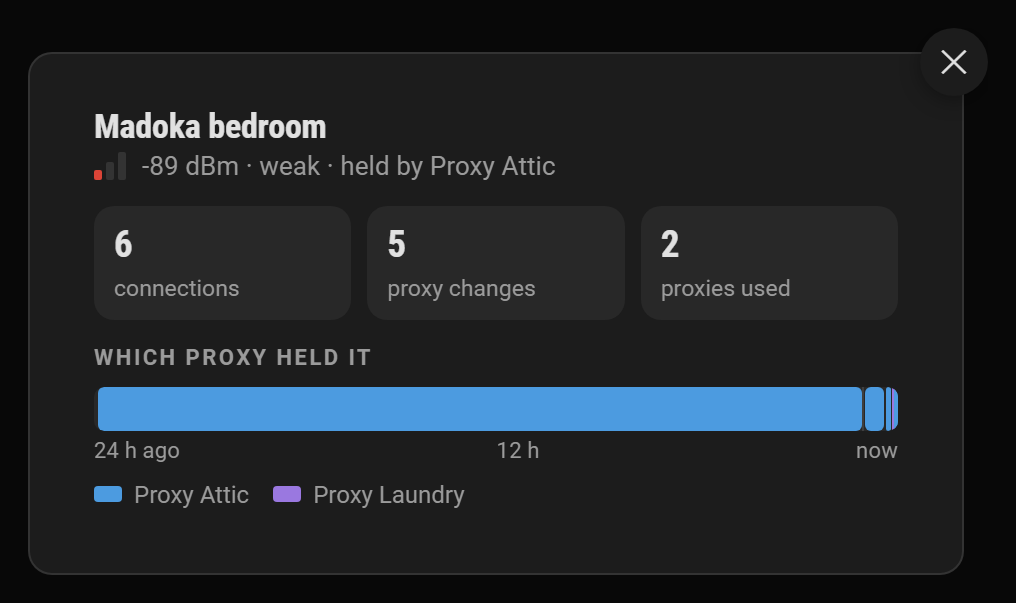 Madoka bedroom
-89 dBm · weak · held by Proxy Attic
6 5 2
connections proxy changes proxies used
WHICH PROXY HELD IT
24 h ago 12 h now
Proxy Attic Proxy Laundry